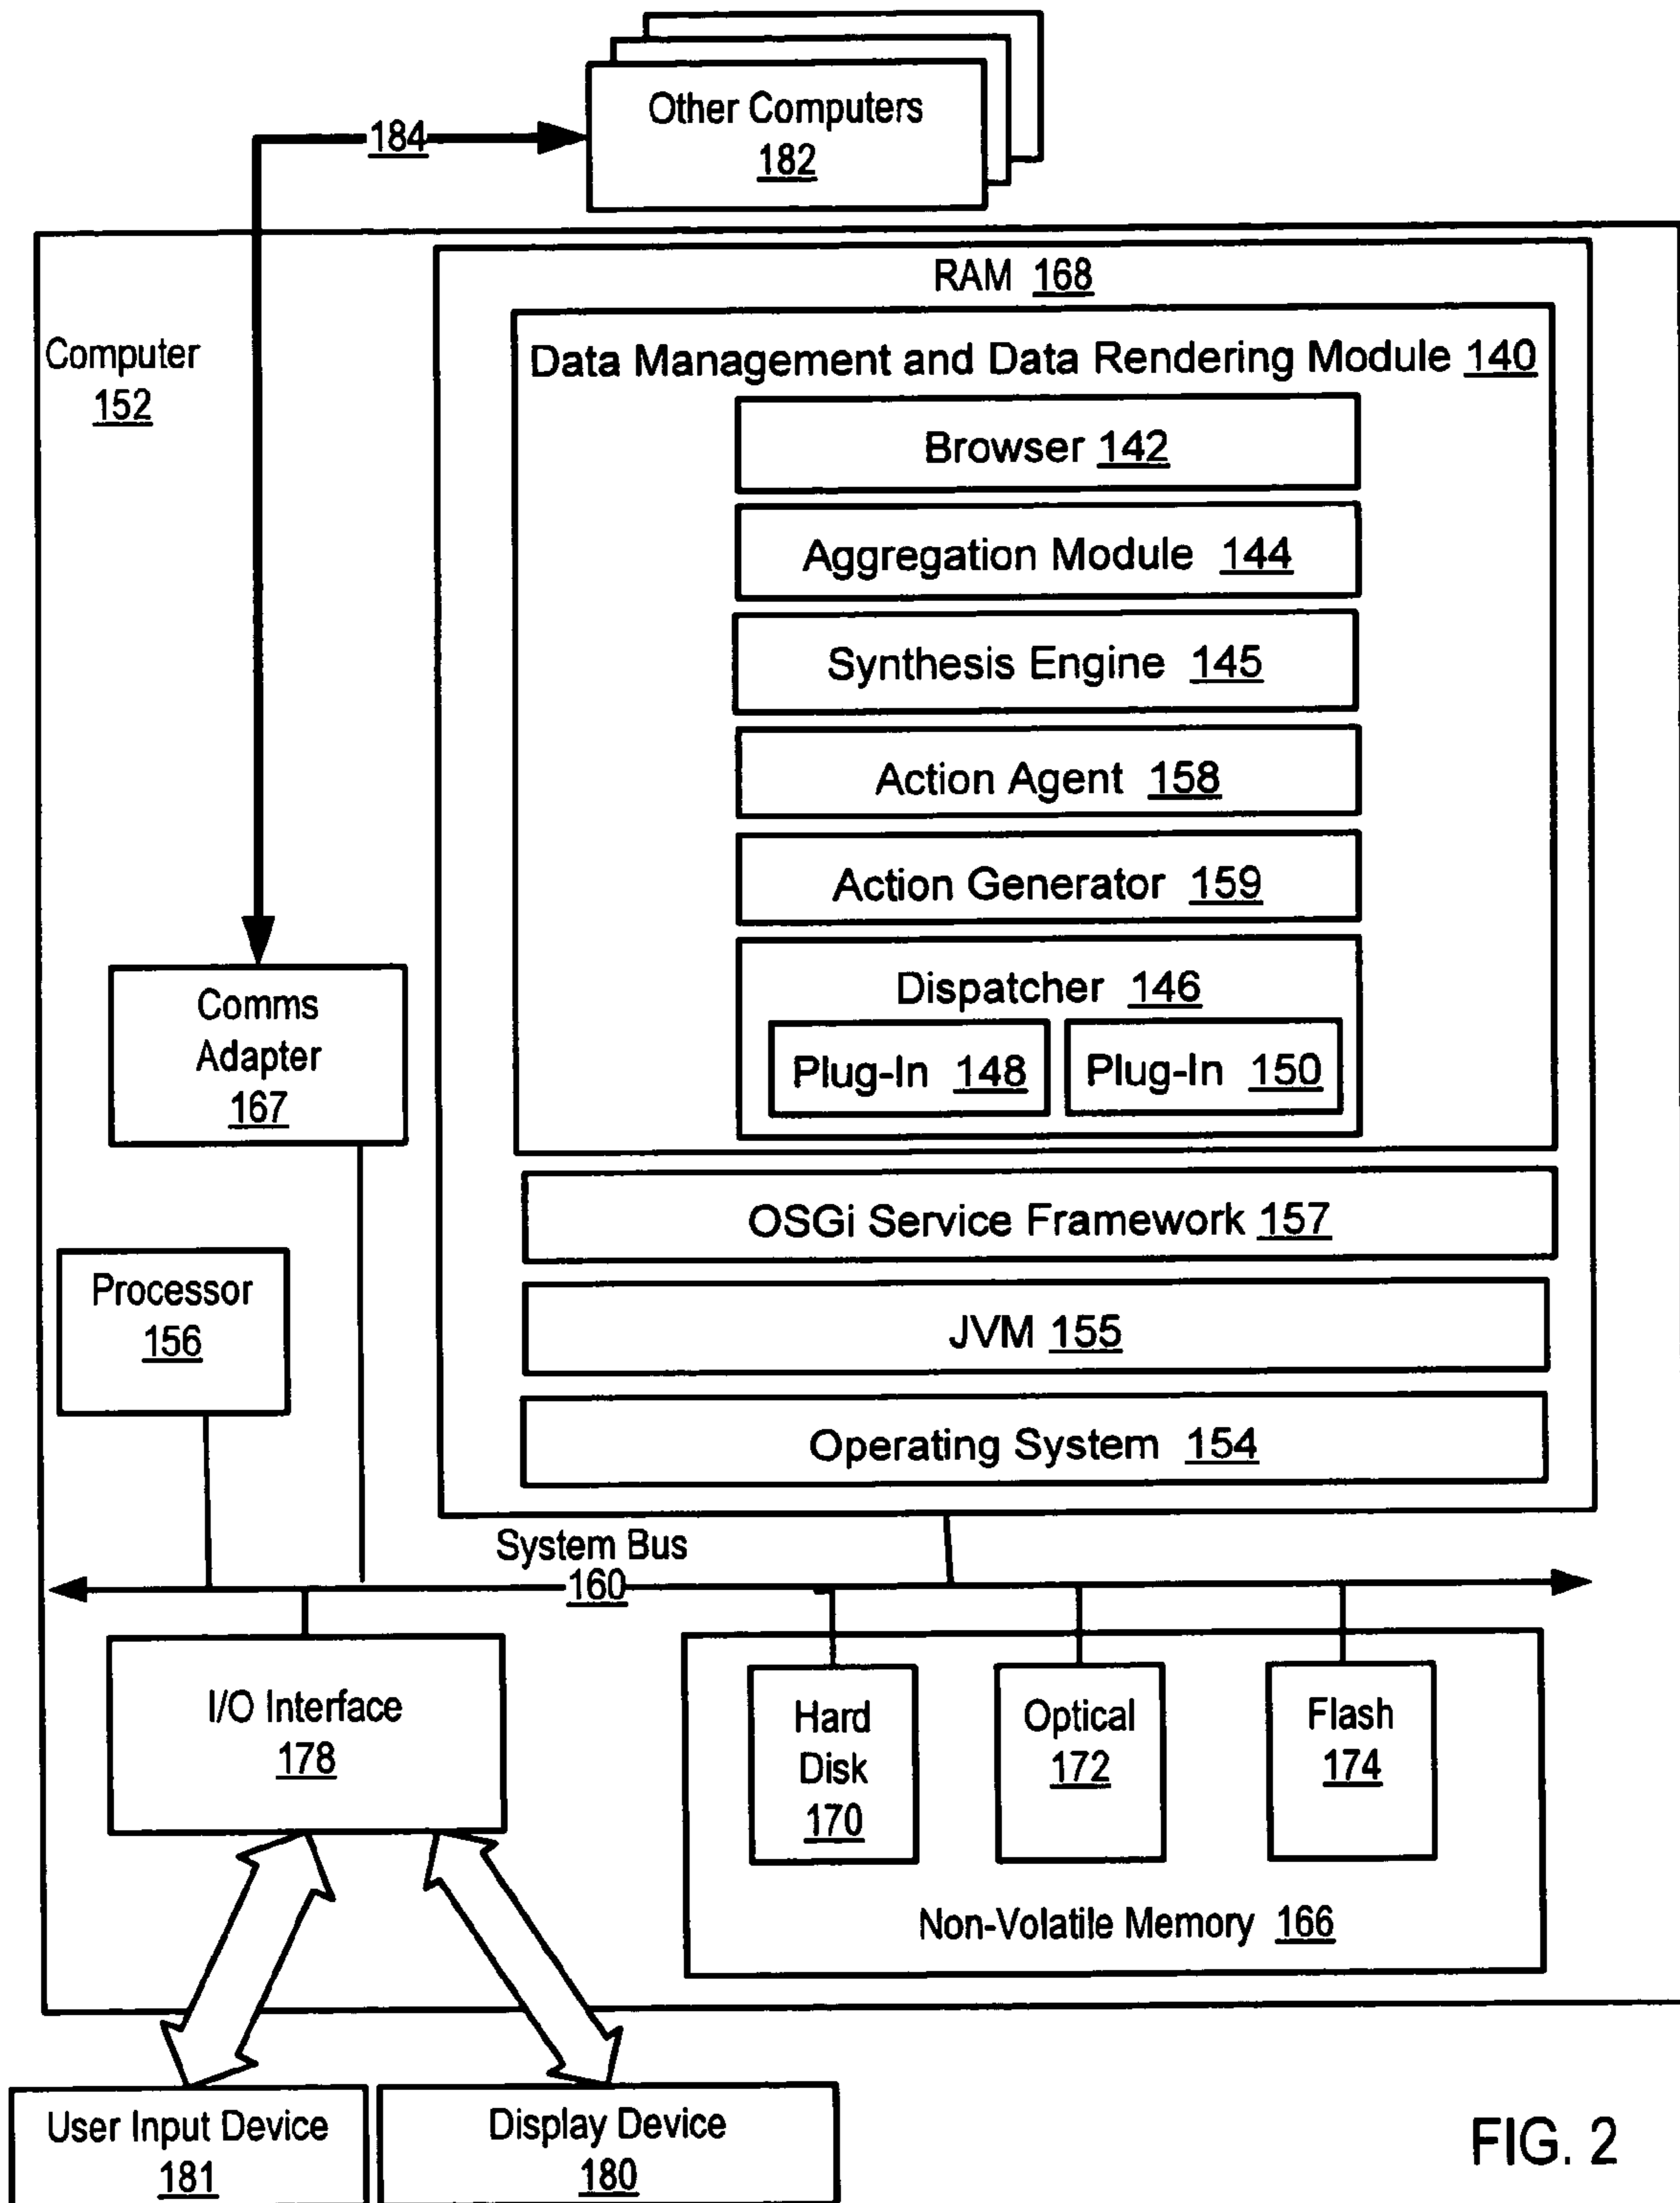 Other Computers
182
184
RAM 168
Computer
152
Data Management and Data Rendering Module 140
Browser 142
Aggregation Module 144
Synthesis Engine 145
Action Agent 158
Action Generator 159
Dispatcher 146
Plug-In 148
Plug-In 150
Comms
Adapter
167
OSGi Service Framework 157
Processor
156
JVM 155
Operating System 154
System Bus
160
I/O Interface
178
Hard
Disk
170
Optical
172
Flash
174
Non-Volatile Memory 166
User Input Device
181
Display Device
180
FIG. 2